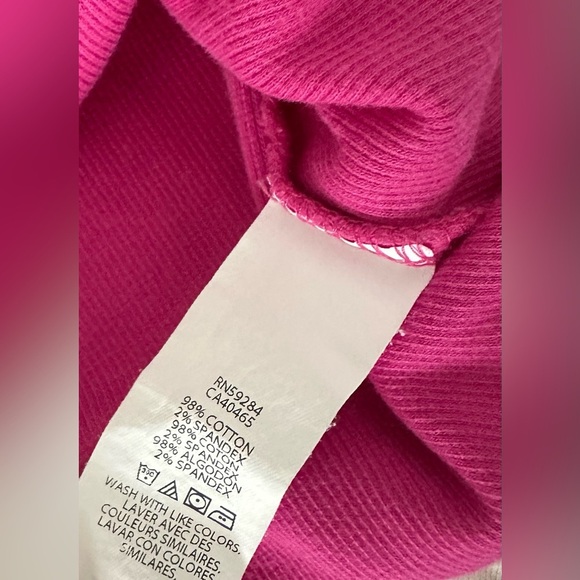 RN59284
CA40465
98% COTTON
2% SPANDEX
98% COTON
2% SPANDEX
98% ALGODÓN
2% SPANDEX
WASH WITH LIKE COLORS.
LAVER AVEC DES
COULEURS SIMILAIRES.
LAVAR CON COLORES
SIMILARES.